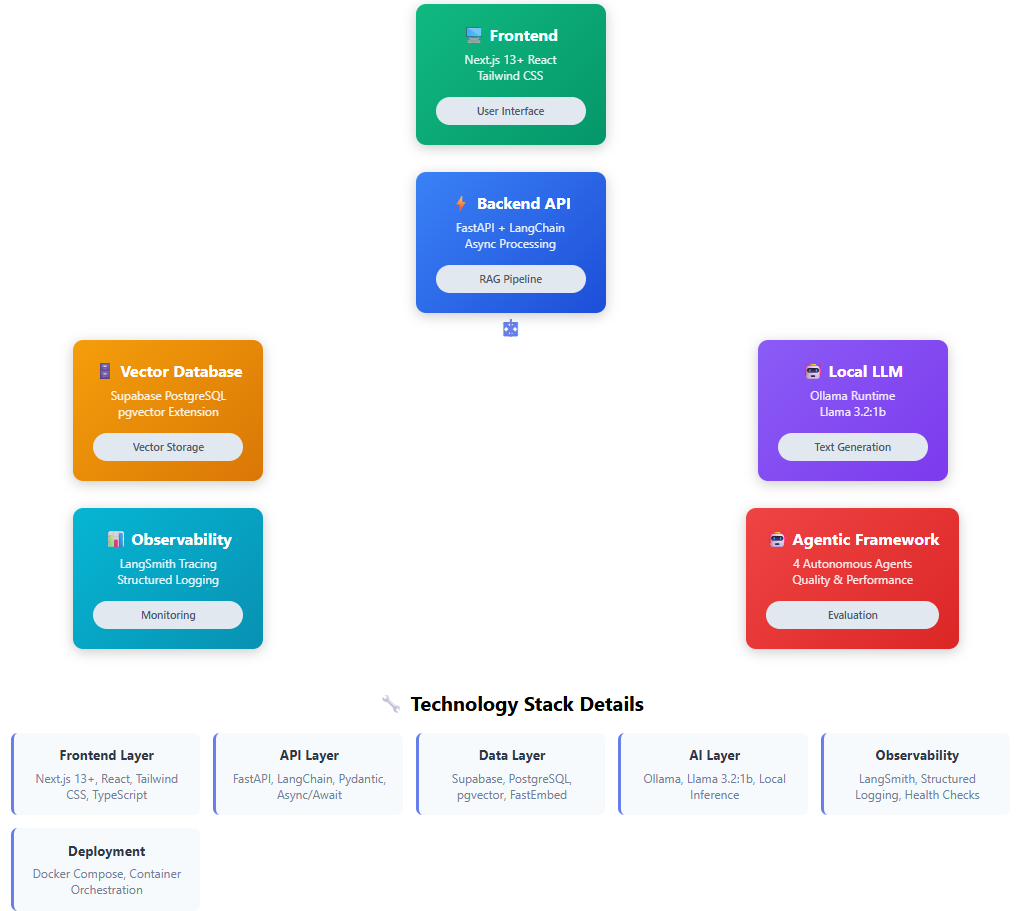 Frontend
Next.js 13+ React
Tailwind CSS
User Interface
Backend API
FastAPI + LangChain
Async Processing
RAG Pipeline
Vector Database
Supabase PostgreSQL
pgvector Extension
Vector Storage
Local LLM
Ollama Runtime
Llama 3.2:1b
Text Generation
Observability
LangSmith Tracing
Structured Logging
Monitoring
Agentic Framework
4 Autonomous Agents
Quality & Performance
Evaluation
Technology Stack Details
Frontend Layer
Next.js 13+, React, Tailwind
CSS, TypeScript
API Layer
FastAPI, LangChain, Pydantic,
Async/Await
Data Layer
Supabase, PostgreSQL,
pgvector, FastEmbed
AI Layer
Ollama, Llama 3.2:1b, Local
Inference
Observability
LangSmith, Structured
Logging, Health Checks
Deployment
Docker Compose, Container
Orchestration